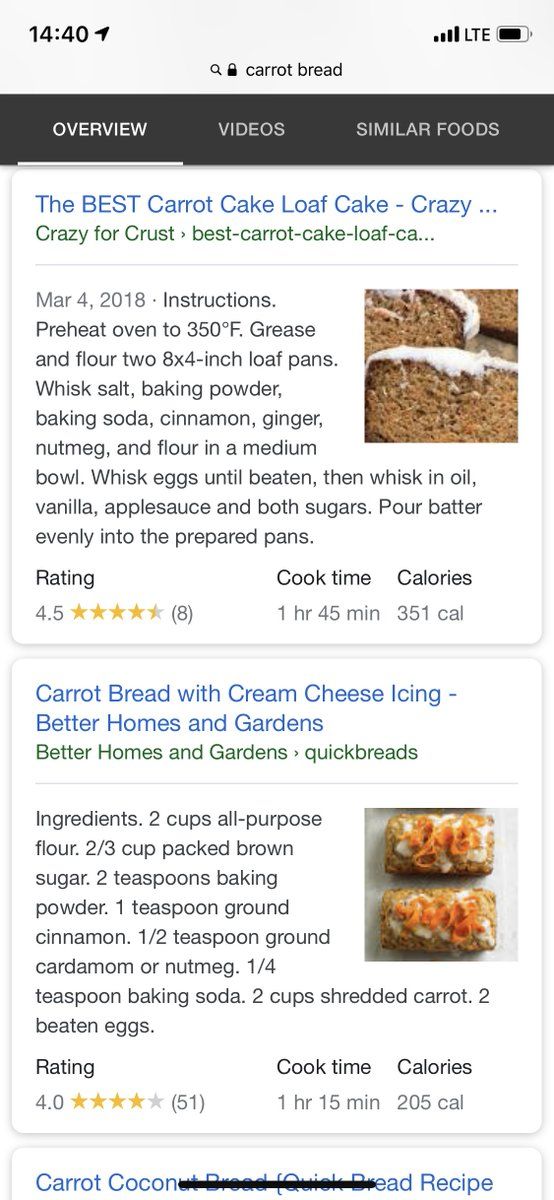 14:40 LTE
carrot bread
OVERVIEW VIDEOS SIMILAR FOODS
The BEST Carrot Cake Loaf Cake - Crazy ...
Crazy for Crust › best-carrot-cake-loaf-ca...
Mar 4, 2018 · Instructions.
Preheat oven to 350°F. Grease
and flour two 8x4-inch loaf pans.
Whisk salt, baking powder,
baking soda, cinnamon, ginger,
nutmeg, and flour in a medium
bowl. Whisk eggs until beaten, then whisk in oil,
vanilla, applesauce and both sugars. Pour batter
evenly into the prepared pans.
Rating Cook time Calories
4.5 (8) 1 hr 45 min 351 cal
Carrot Bread with Cream Cheese Icing -
Better Homes and Gardens
Better Homes and Gardens › quickbreads
Ingredients. 2 cups all-purpose
flour. 2/3 cup packed brown
sugar. 2 teaspoons baking
powder. 1 teaspoon ground
cinnamon. 1/2 teaspoon ground
cardamom or nutmeg. 1/4
teaspoon baking soda. 2 cups shredded carrot. 2
beaten eggs.
Rating Cook time Calories
4.0 (51) 1 hr 15 min 205 cal
Carrot Coconut Bread {Quick Bread Recipe